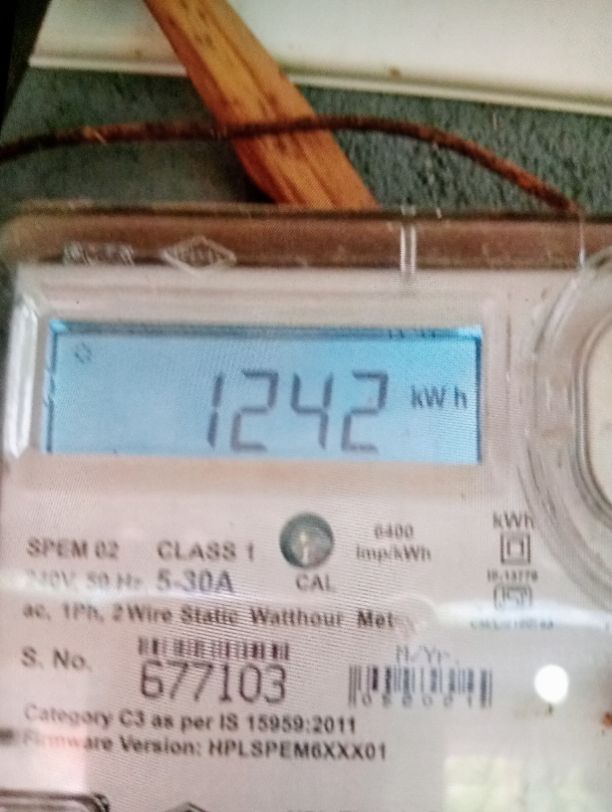 1242 kWh
6400
kWh
SPEM 02 CLASS 1 Imp/kWh
240V, 50 Hz 5-30A CAL
ac, 1Ph, 2 Wire Static Watthour Met
M/Yr.
S. No.
677103
Category C3 as per IS 15959:2011
Firmware Version: HPLSPEM6XXX01